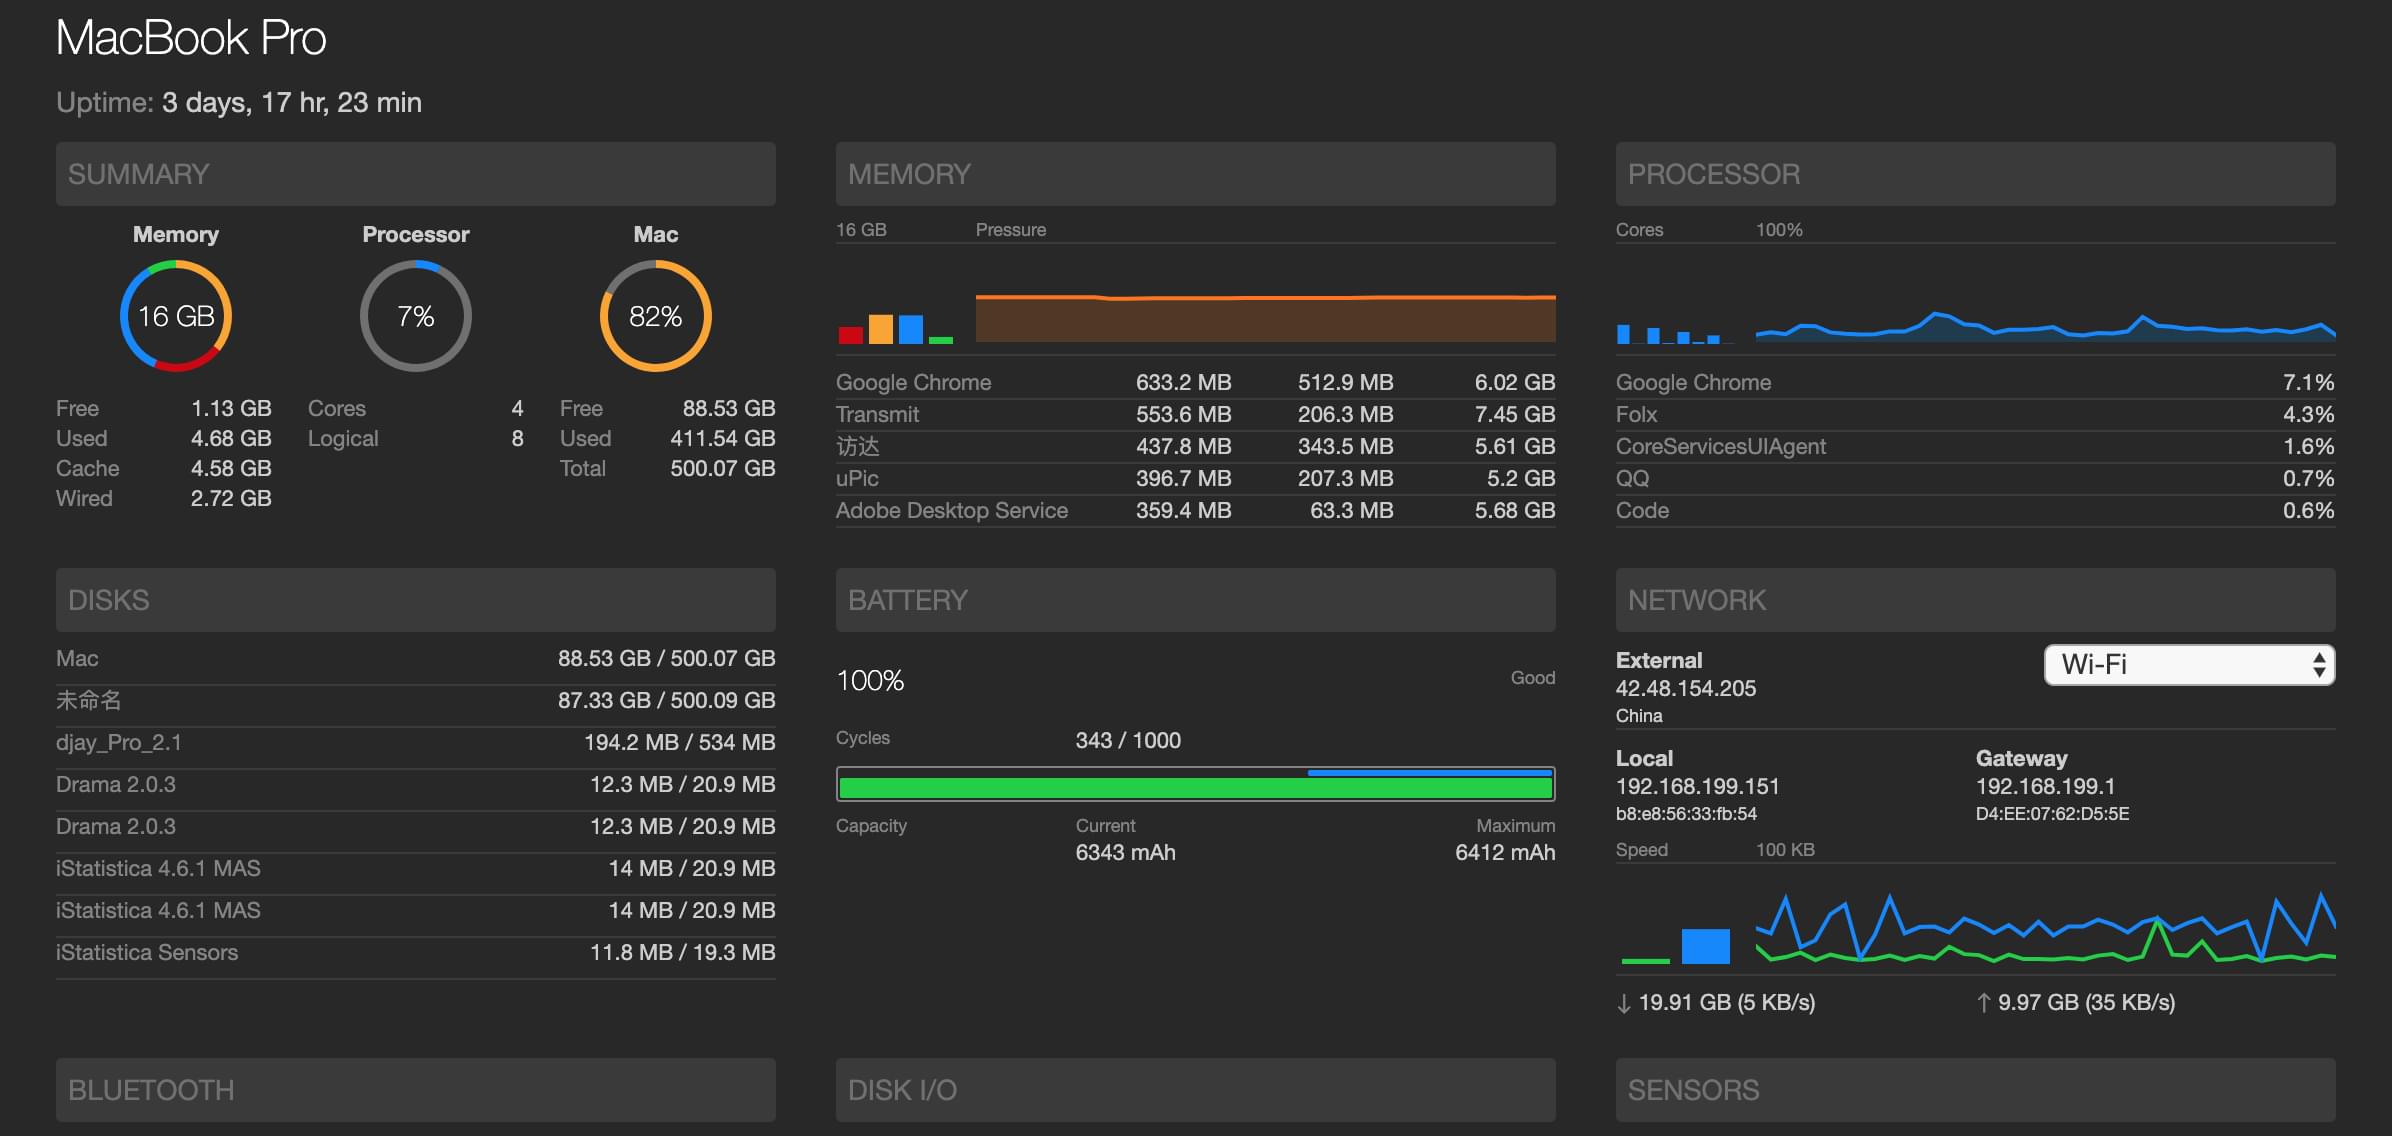 MacBook Pro
Uptime: 3 days, 17 hr, 23 min
SUMMARY
Memory Processor Mac
16 GB 7% 82%
Free 1.13 GB Cores 4 Free 88.53 GB
Used 4.68 GB Logical 8 Used 411.54 GB
Cache 4.58 GB Total 500.07 GB
Wired 2.72 GB
MEMORY
16 GB Pressure
Google Chrome 633.2 MB 512.9 MB 6.02 GB
Transmit 553.6 MB 206.3 MB 7.45 GB
访达 437.8 MB 343.5 MB 5.61 GB
uPic 396.7 MB 207.3 MB 5.2 GB
Adobe Desktop Service 359.4 MB 63.3 MB 5.68 GB
PROCESSOR
Cores 100%
Google Chrome 7.1%
Folx 4.3%
CoreServicesUIAgent 1.6%
QQ 0.7%
Code 0.6%
DISKS
Mac 88.53 GB / 500.07 GB
未命名 87.33 GB / 500.09 GB
djay_Pro_2.1 194.2 MB / 534 MB
Drama 2.0.3 12.3 MB / 20.9 MB
Drama 2.0.3 12.3 MB / 20.9 MB
iStatistica 4.6.1 MAS 14 MB / 20.9 MB
iStatistica 4.6.1 MAS 14 MB / 20.9 MB
iStatistica Sensors 11.8 MB / 19.3 MB
BATTERY
100% Good
Cycles 343 / 1000
Capacity Current Maximum
6343 mAh 6412 mAh
NETWORK
External Wi-Fi
42.48.154.205
China
Local Gateway
192.168.199.151 192.168.199.1
b8:e8:56:33:fb:54 D4:EE:07:62:D5:5E
Speed 100 KB
↓ 19.91 GB (5 KB/s) ↑ 9.97 GB (35 KB/s)
BLUETOOTH
DISK I/O
SENSORS